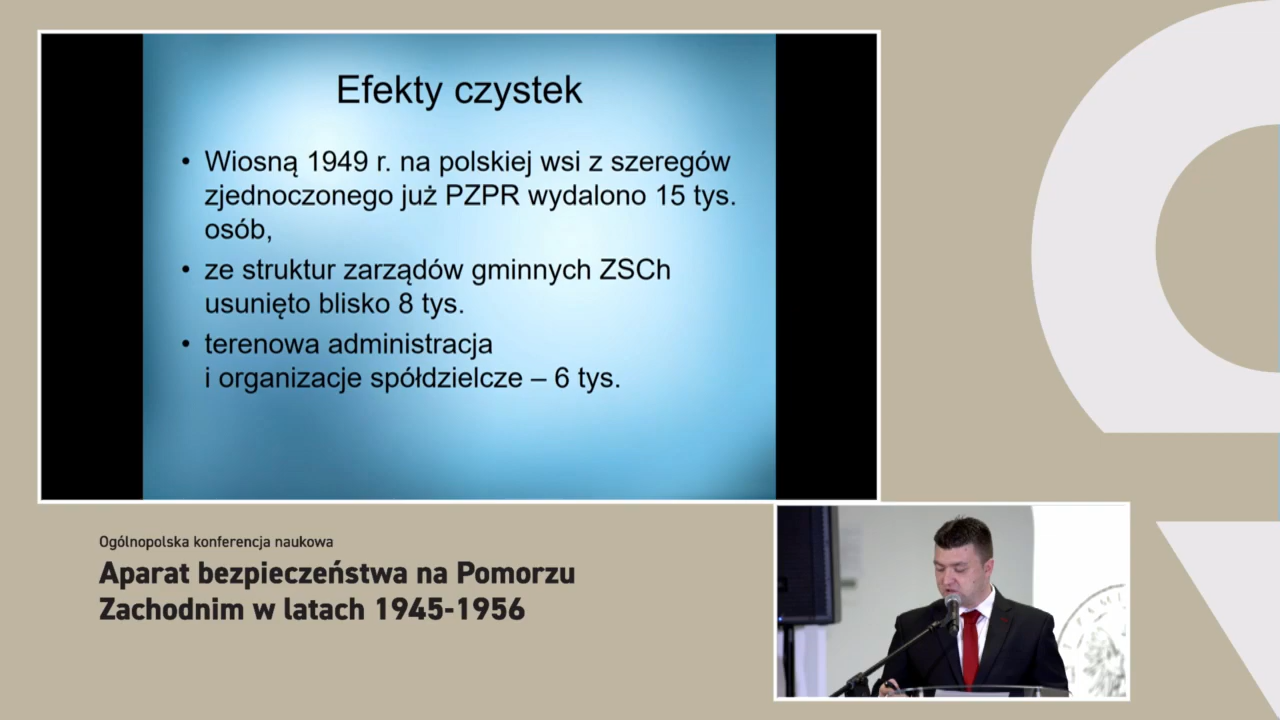 Efekty czystek
• Wiosną 1949 r. na polskiej wsi z szeregów
zjednoczonego już PZPR wydalono 15 tys.
osób,
• ze struktur zarządów gminnych ZSCh
usunięto blisko 8 tys.
• terenowa administracja
i organizacje spółdzielcze – 6 tys.
Ogólnopolska konferencja naukowa
Aparat bezpieczeństwa na Pomorzu
Zachodnim w latach 1945-1956